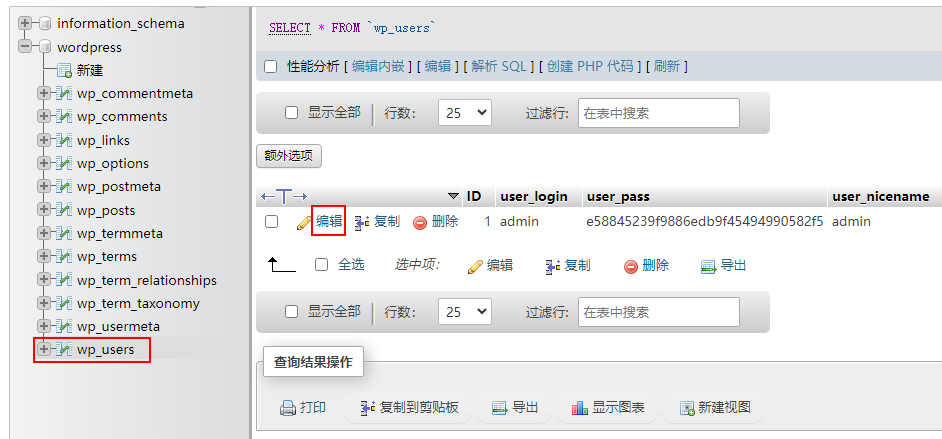 information_schema
wordpress
新建
wp_commentmeta
wp_comments
wp_links
wp_options
wp_postmeta
wp_posts
wp_termmeta
wp_terms
wp_term_relationships
wp_term_taxonomy
wp_usermeta
wp_users
SELECT * FROM `wp_users`
性能分析 [ 编辑内嵌 ] [ 编辑 ] [ 解析 SQL ] [ 创建 PHP 代码 ] [ 刷新 ]
显示全部 行数： 25 过滤行: 在表中搜索
额外选项
←T→ ID user_login user_pass user_nicename
编辑 复制 删除 1 admin e58845239f9886edb9f45494990582f5 admin
全选 选中项: 编辑 复制 删除 导出
显示全部 行数： 25 过滤行: 在表中搜索
查询结果操作
打印 复制到剪贴板 导出 显示图表 新建视图